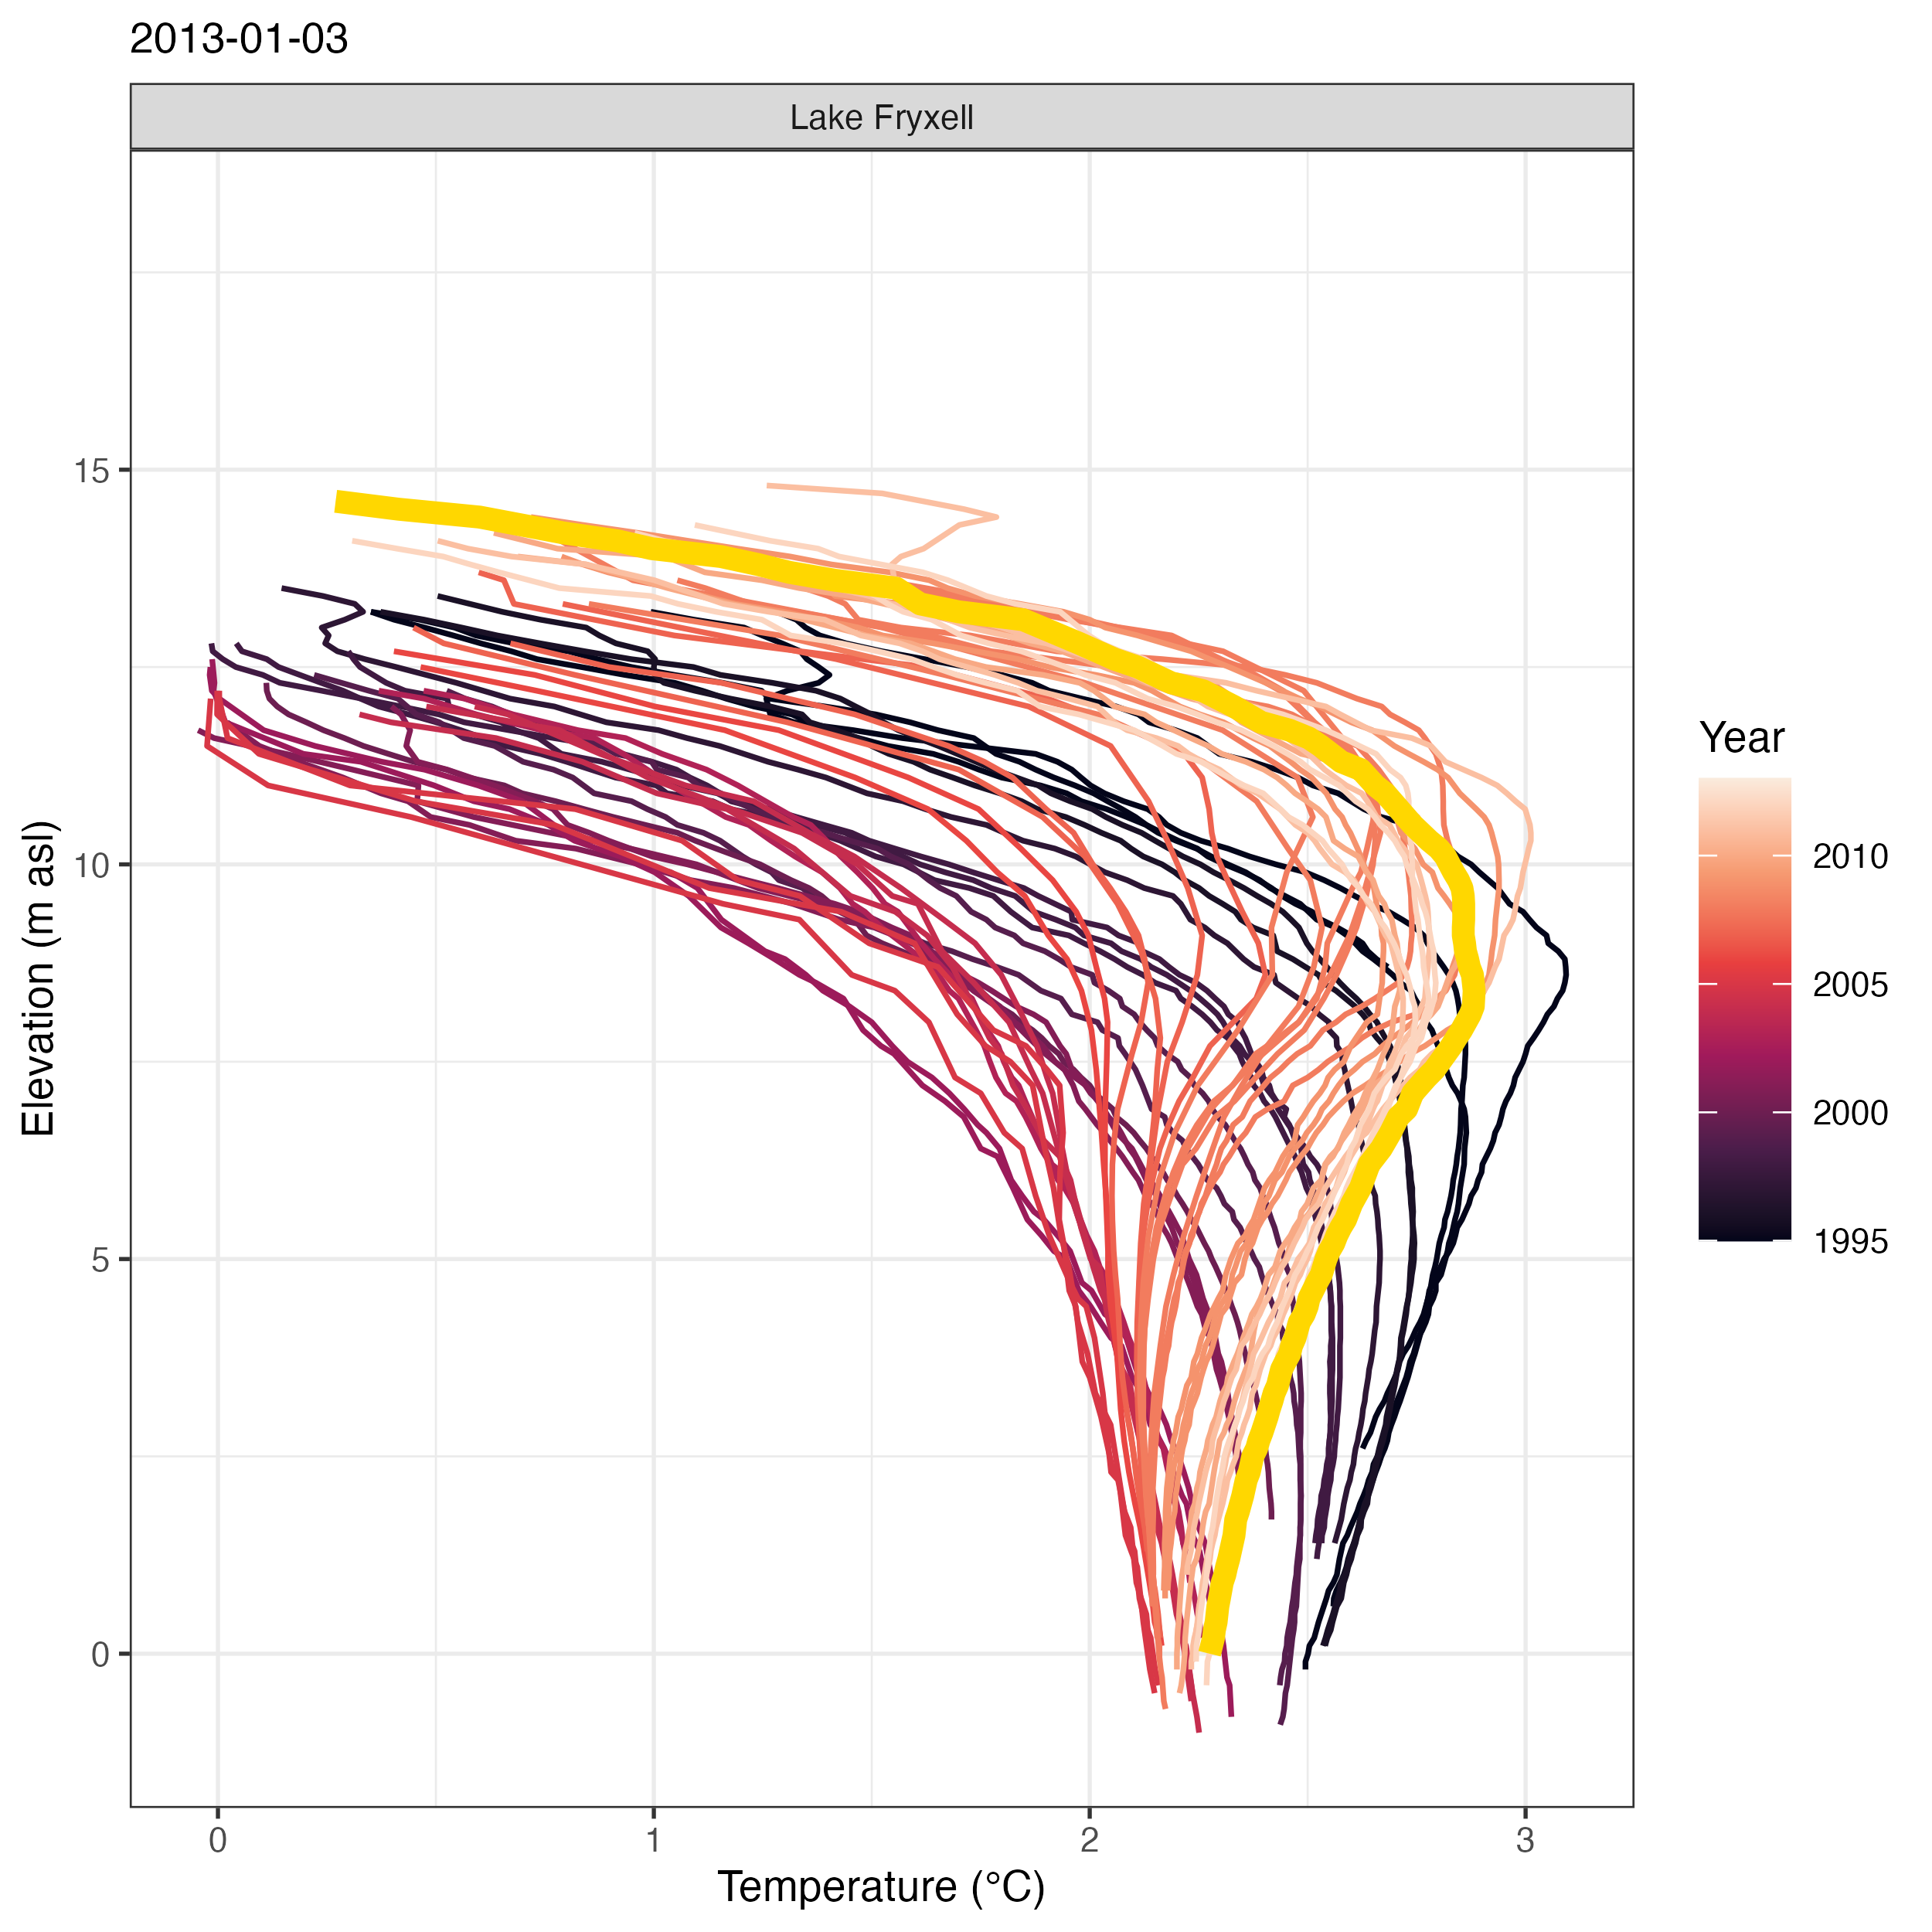 2013-01-03
Lake Fryxell
15
10
5
0
Elevation (m asl)
0 1 2 3
Temperature (°C)
Year
2010
2005
2000
1995